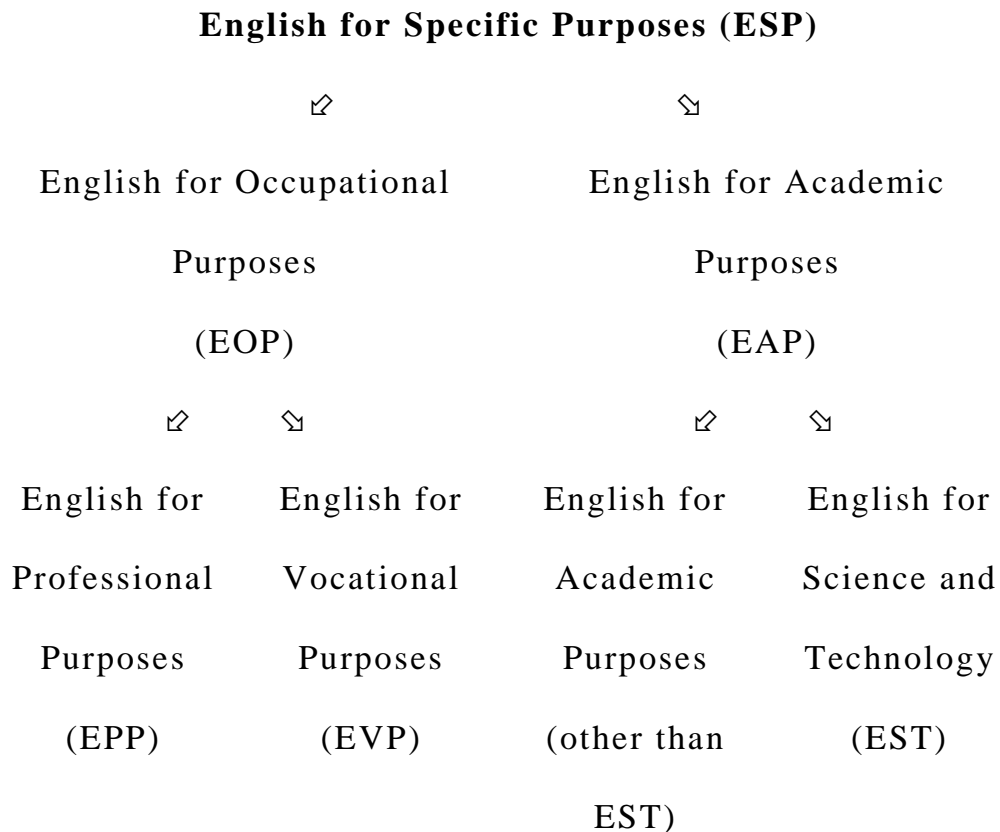 English for Specific Purposes (ESP)
English for Occupational
Purposes
(EOP)
English for Academic
Purposes
(EAP)
English for
Professional
Purposes
(EPP)
English for
Vocational
Purposes
(EVP)
English for
Academic
Purposes
(other than
EST)
English for
Science and
Technology
(EST)